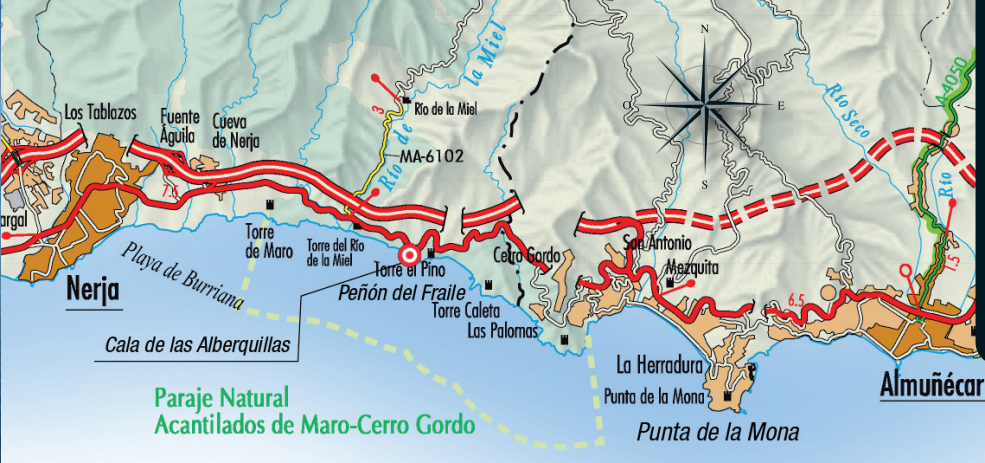 Los Tablazos
Fuente
Águila
Cueva
de Nerja
7.5
3
Río de la Miel
Río de
la Miel
MA-6102
N
O
E
S
Río Seco
A-4050
Río
1.5
argal
Nerja
Playa de Burriana
Torre
de Maro
Torre del Río
de la Miel
Torre el Pino
Peñón del Fraile
Torre Caleta
Las Palomas
Cerro Gordo
San Antonio
Mezquita
6.5
Cala de las Alberquillas
La Herradura
Punta de la Mona
Punta de la Mona
Almuñécar
Paraje Natural
Acantilados de Maro-Cerro Gordo